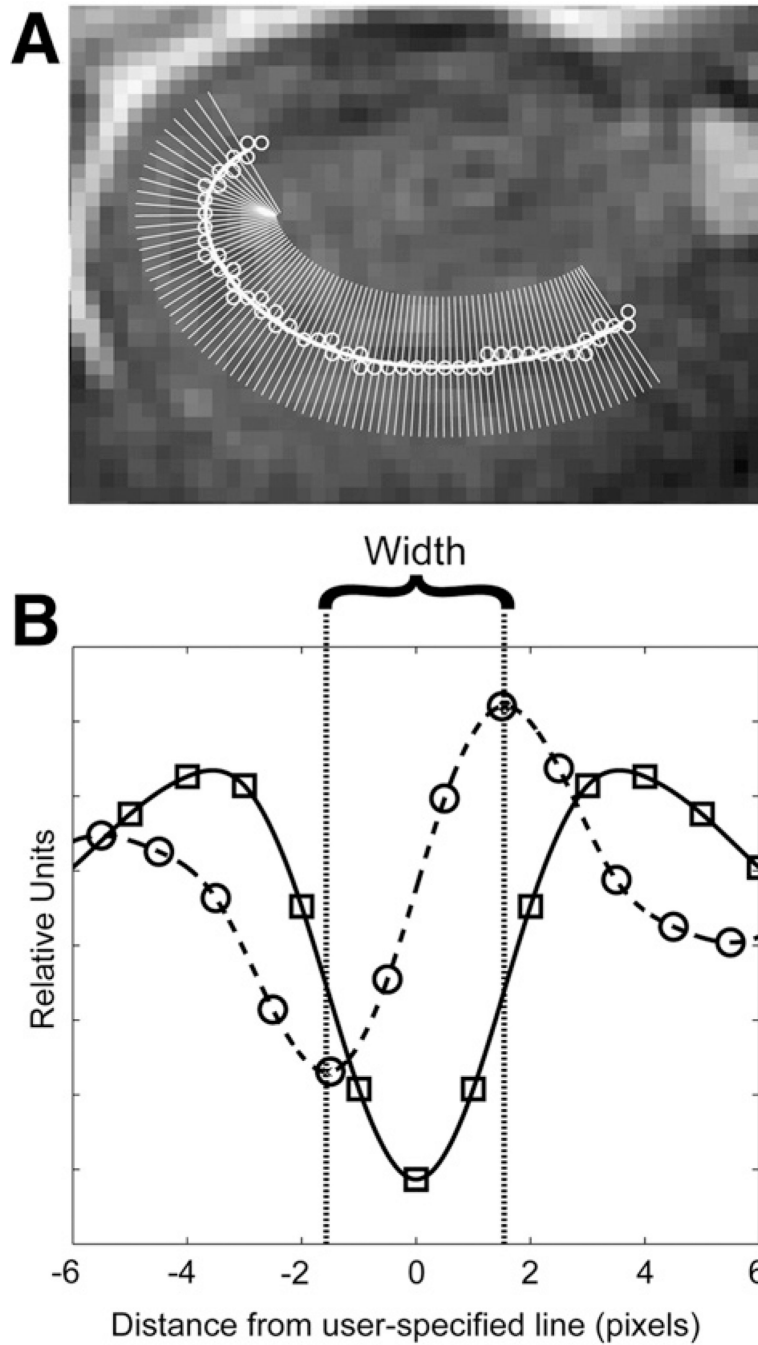 A
Width
B
Relative Units
-6 -4 -2 0 2 4 6
Distance from user-specified line (pixels)